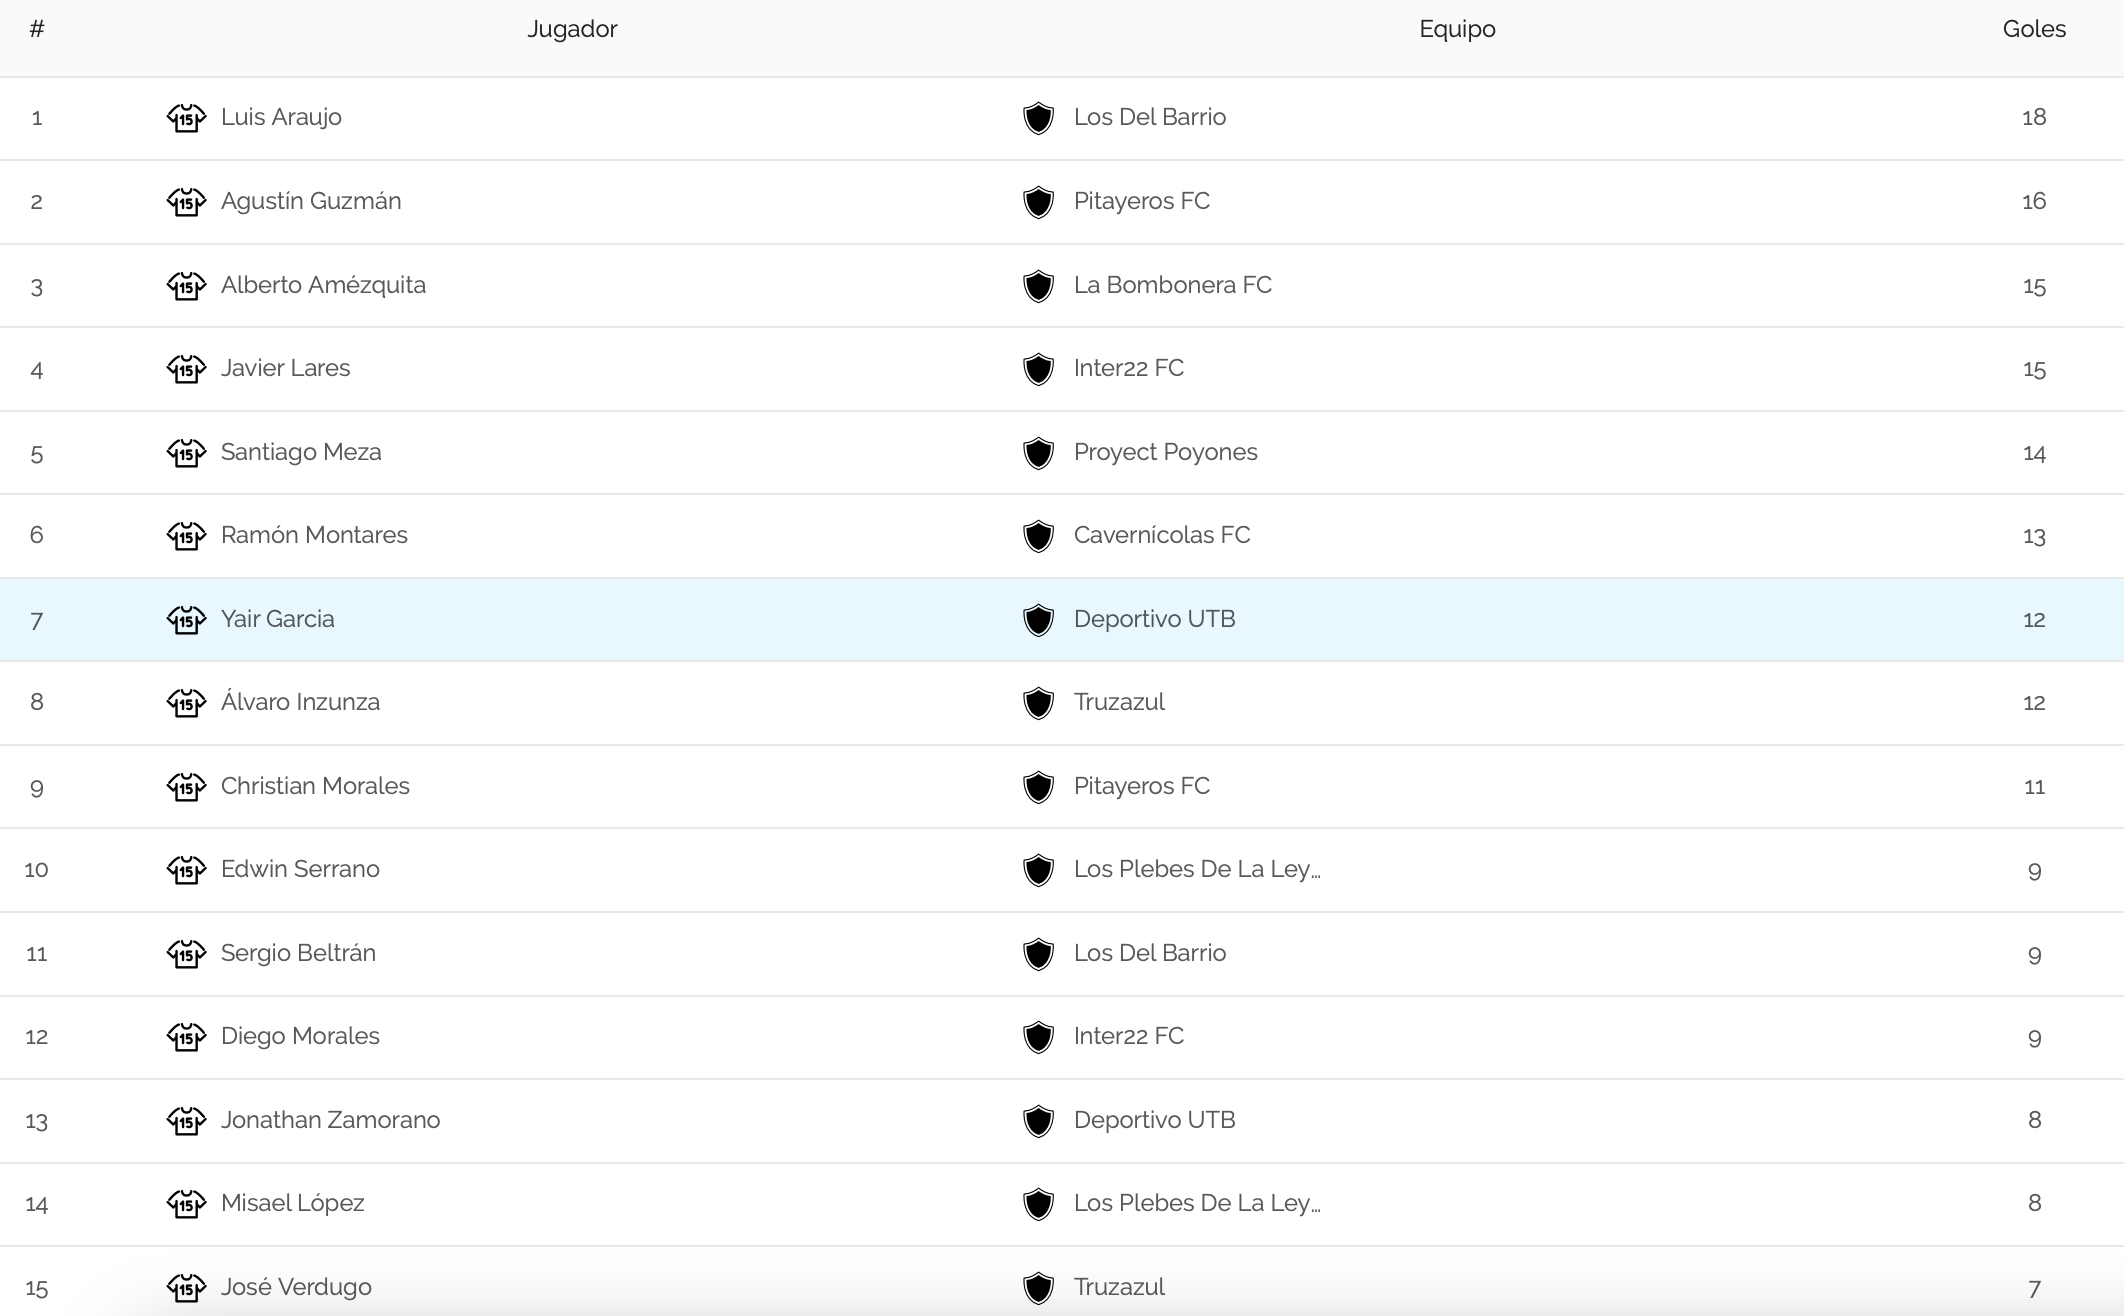 # Jugador Equipo Goles
1 15 Luis Araujo Los Del Barrio 18
2 15 Agustín Guzmán Pitayeros FC 16
3 15 Alberto Amézquita La Bombonera FC 15
4 15 Javier Lares Inter22 FC 15
5 15 Santiago Meza Proyect Poyones 14
6 15 Ramón Montares Cavernícolas FC 13
7 15 Yair Garcia Deportivo UTB 12
8 15 Álvaro Inzunza Truzazul 12
9 15 Christian Morales Pitayeros FC 11
10 15 Edwin Serrano Los Plebes De La Ley... 9
11 15 Sergio Beltrán Los Del Barrio 9
12 15 Diego Morales Inter22 FC 9
13 15 Jonathan Zamorano Deportivo UTB 8
14 15 Misael López Los Plebes De La Ley... 8
15 15 José Verdugo Truzazul 7